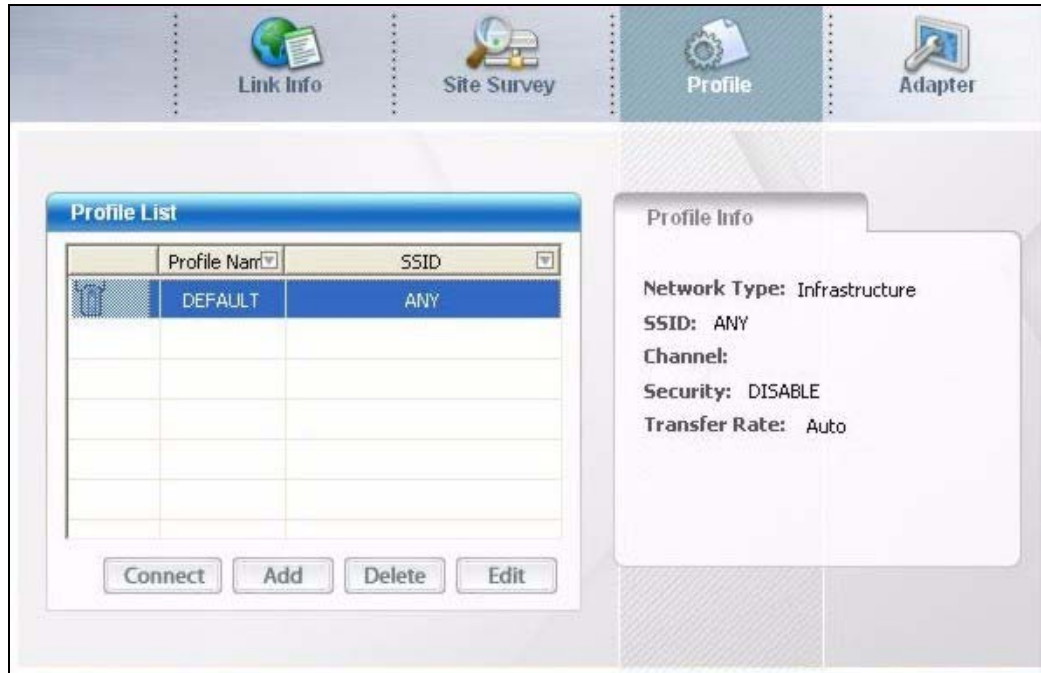 Link Info
Site Survey
Profile
Adapter
Profile List
Profile Nam
SSID
DEFAULT
ANY
Connect
Add
Delete
Edit
Profile Info
Network Type: Infrastructure
SSID: ANY
Channel:
Security: DISABLE
Transfer Rate: Auto